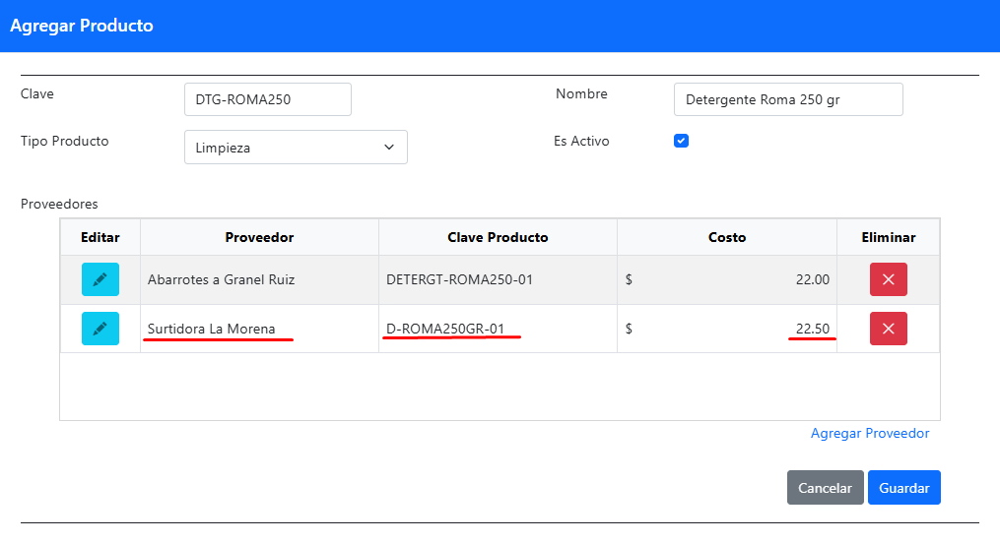 Agregar Producto
Clave DTG-ROMA250 Nombre Detergente Roma 250 gr
Tipo Producto Limpieza Es Activo
Proveedores
Editar Proveedor Clave Producto Costo Eliminar
Abarrotes a Granel Ruiz DETERGT-ROMA250-01 $ 22.00
Surtidora La Morena D-ROMA250GR-01 $ 22.50
Agregar Proveedor
Cancelar Guardar